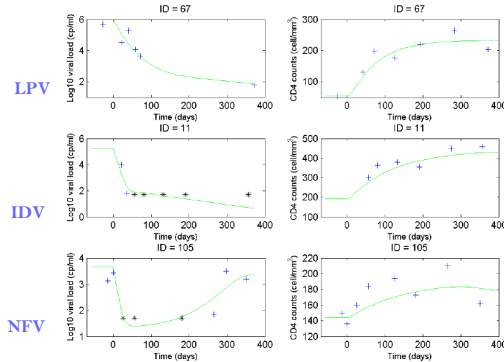 ID = 67
ID = 67
LPV
Log10 viral load (cp/ml)
6
4
2
0
0
100
200
300
400
Time (days)
CD4 counts (cell/mm³)
200
100
0
100
200
300
400
Time (days)
ID = 11
ID = 11
IDV
Log10 viral load (cp/ml)
6
4
2
0
0
100
200
300
400
Time (days)
CD4 counts (cell/mm³)
500
400
300
200
100
0
100
200
300
400
Time (days)
ID = 105
ID = 105
NFV
Log10 viral load (cp/ml)
4
3
2
1
0
100
200
300
400
Time (days)
CD4 counts (cell/mm³)
220
200
180
160
140
120
0
100
200
300
400
Time (days)